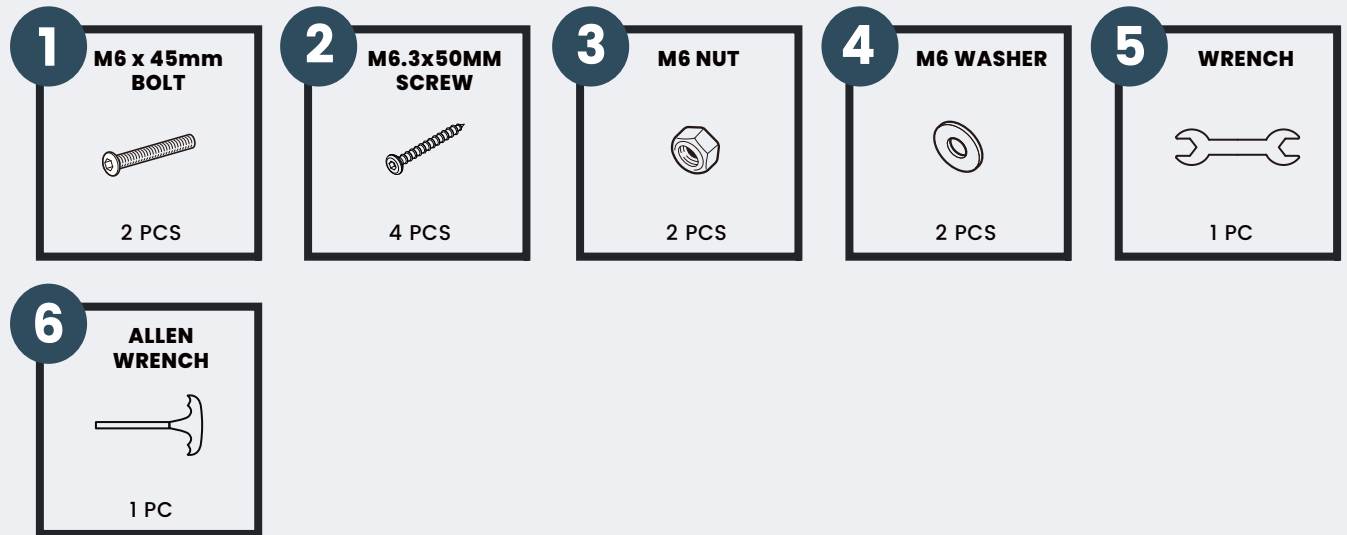 1
M6 x 45mm
BOLT
2 PCS
2
M6.3x50MM
SCREW
4 PCS
3
M6 NUT
2 PCS
4
M6 WASHER
2 PCS
5
WRENCH
1 PC
6
ALLEN
WRENCH
1 PC